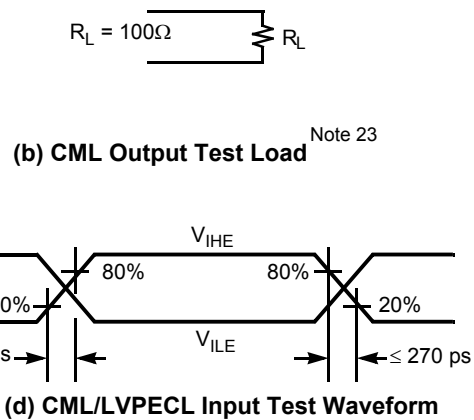 R_L = 100Ω
R_L
(b) CML Output Test Load Note 23
V_IHE
80%
80%
0%
20%
V_ILE
s
≤ 270 ps
(d) CML/LVPECL Input Test Waveform